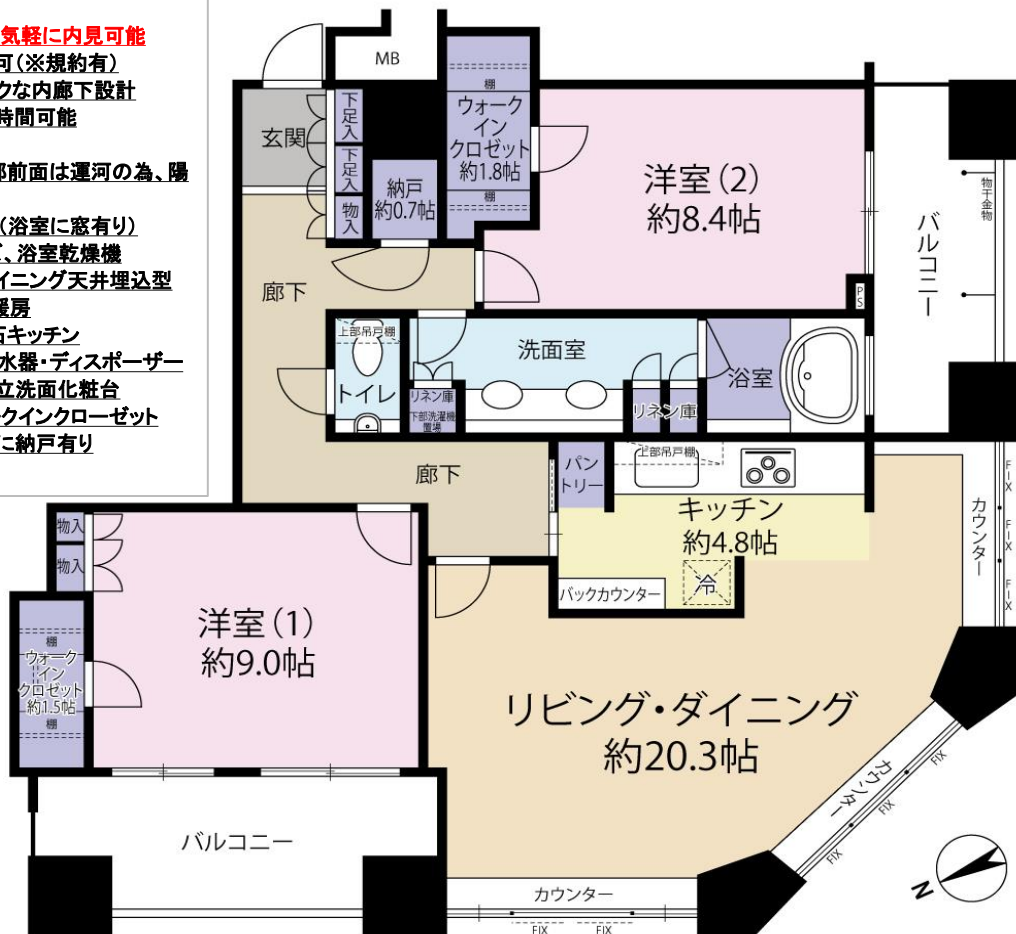 気軽に内見可能
可(※規約有)
クな内廊下設計
時間可能
部前面は運河の為、陽
(浴室に窓有り)
、浴室乾燥機
イニング天井埋込型
暖房
石キッチン
水器・ディスポーザー
立洗面化粧台
クインクローゼット
に納戸有り
MB
玄関
下足入
下足入
物入
納戸
約0.7帖
棚
ウォーク
イン
クロゼット
約1.8帖
棚
洋室(2)
約8.4帖
PS
物干金物
バルコニー
廊下
上部吊戸棚
トイレ
洗面室
リネン庫
下部洗濯機
置場
リネン庫
浴室
廊下
パン
トリー
上部吊戸棚
キッチン
約4.8帖
冷
バックカウンター
カウンター
FIX
FIX
FIX
物入
物入
洋室(1)
約9.0帖
棚
ウォーク
イン
クロゼット
約1.5帖
棚
リビング・ダイニング
約20.3帖
カウンター
FIX
FIX
FIX
バルコニー
カウンター
FIX
FIX
N